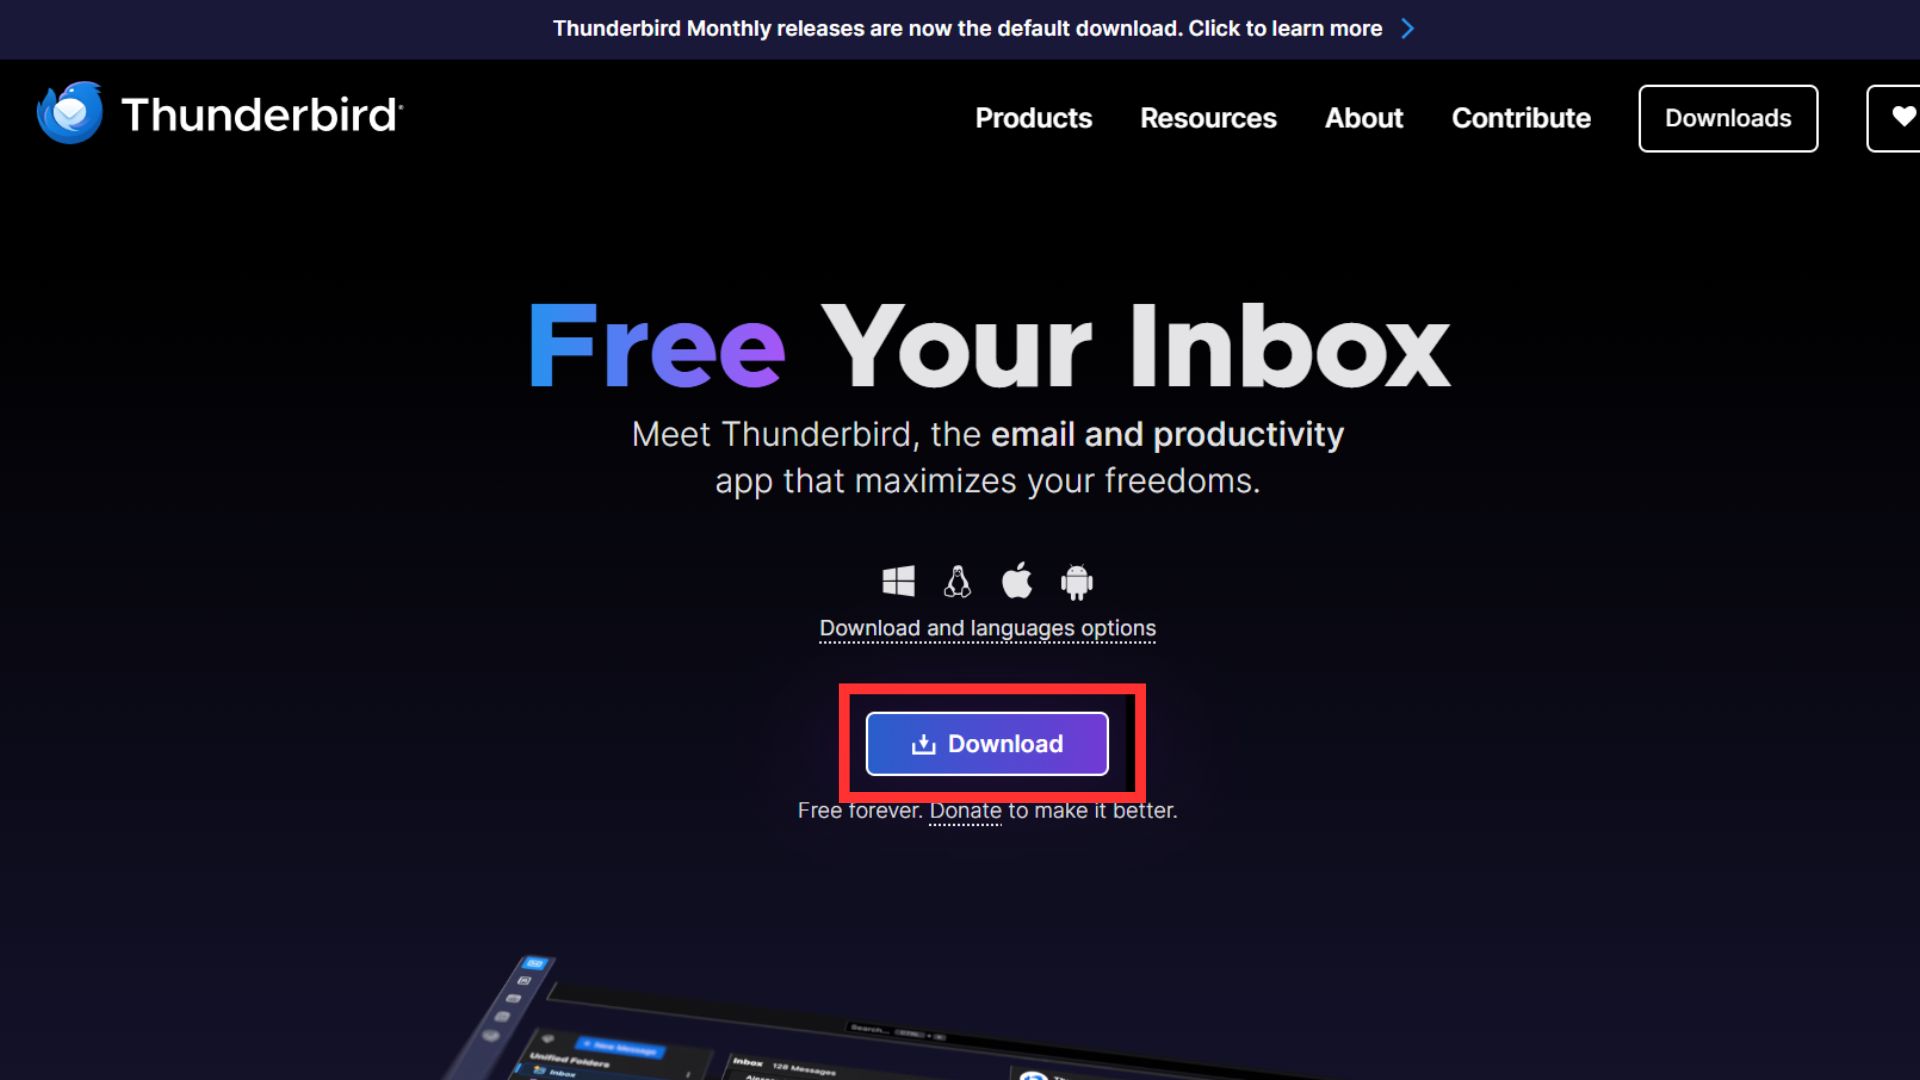 Thunderbird Monthly releases are now the default download. Click to learn more
Thunderbird
Products Resources About Contribute Downloads
Free Your Inbox
Meet Thunderbird, the email and productivity
app that maximizes your freedoms.
Download and languages options
Download
Free forever. Donate to make it better.
Search...
New Message
Unified Folders
Inbox 128 Messages
Inbox